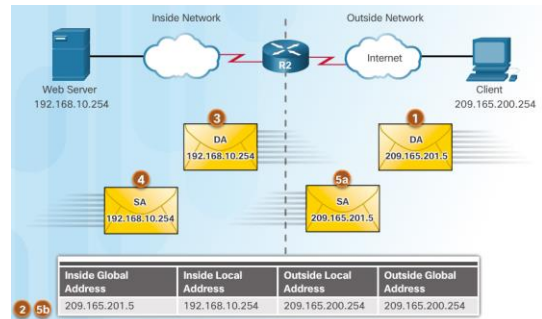 Inside Network
Outside Network
Internet
R2
Web Server
192.168.10.254
Client
209.165.200.254
3
DA
192.168.10.254
1
DA
209.165.201.5
4
SA
192.168.10.254
5a
SA
209.165.201.5
Inside Global Address
Inside Local Address
Outside Local Address
Outside Global Address
2 5b
209.165.201.5
192.168.10.254
209.165.200.254
209.165.200.254